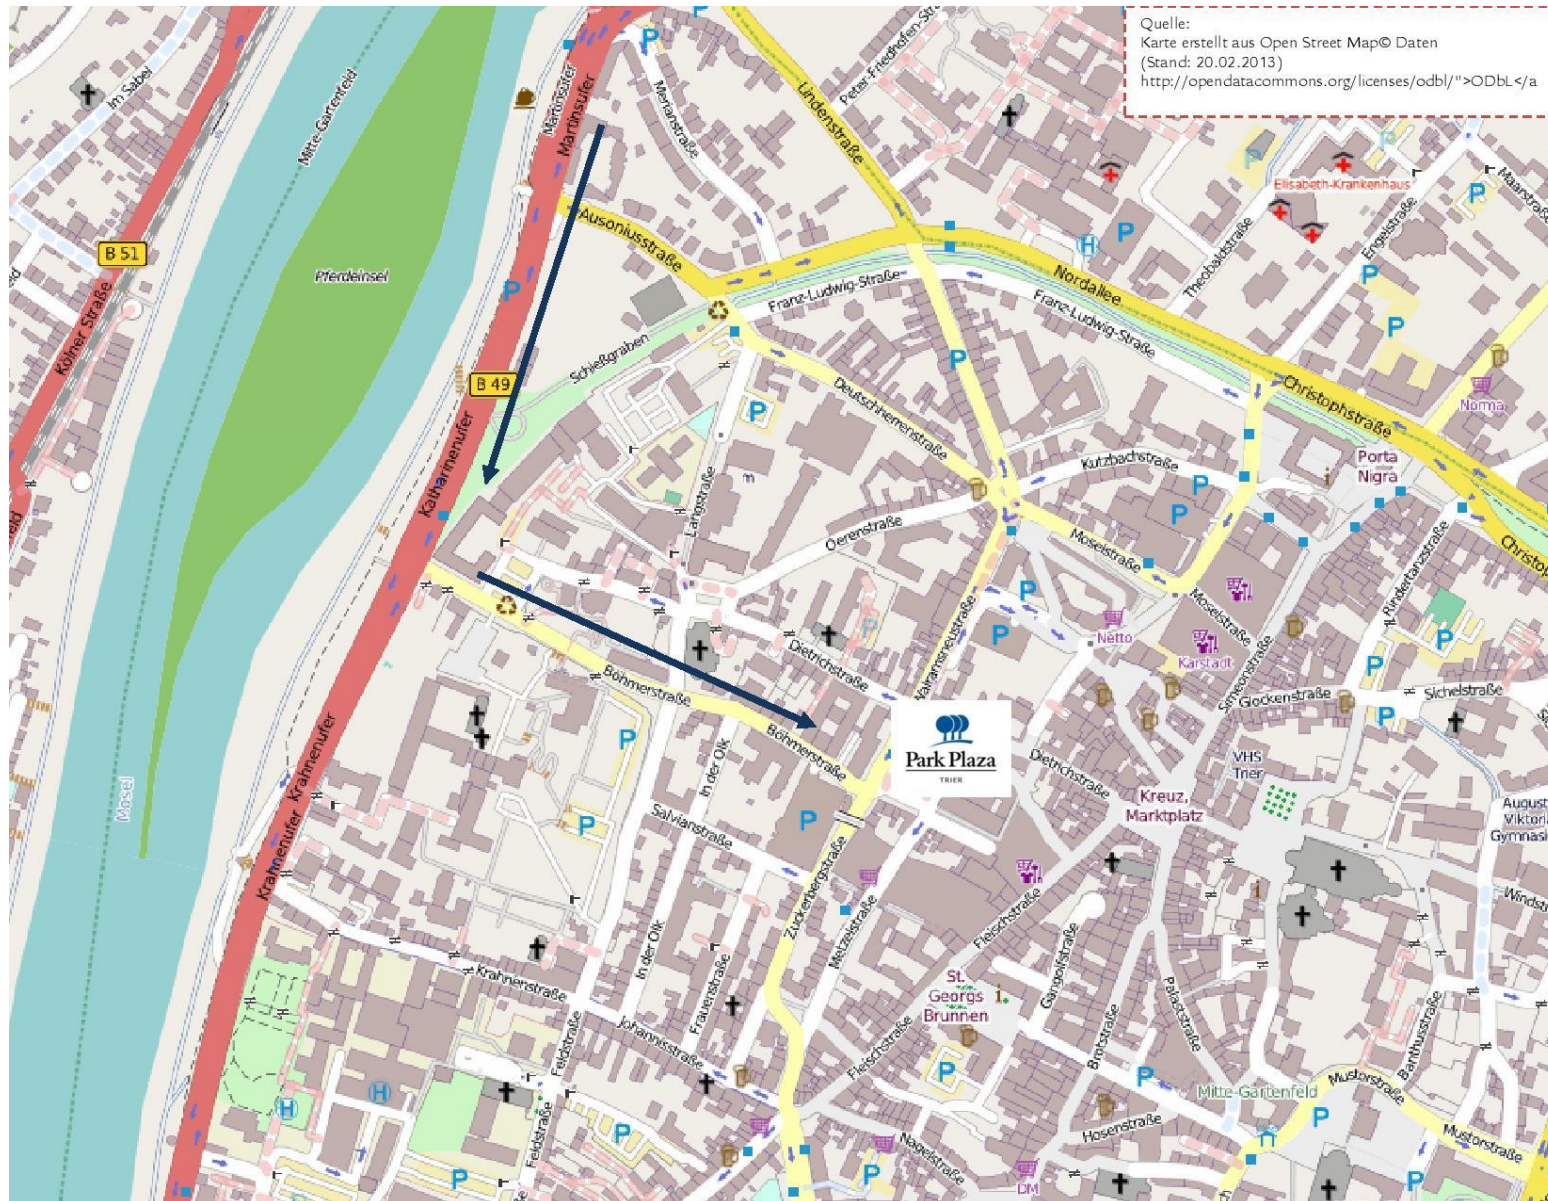 Quelle:
Karte erstellt aus Open Street Map© Daten
(Stand: 20.02.2013)
http://opendatacommons.org/licenses/odbl/">ODbL</a
Im Sabel
Mitte-Gartenfeld
Martinsufer
Martinsufer
Merianstraße
Lindenstraße
Elisabeth-Krankenhaus
Maarstraße
Engelstraße
Theobaldstraße
B 51
Pferdeinsel
Kölner Straße
Ausoniusstraße
Nordallee
Franz-Ludwig-Straße
Franz-Ludwig-Straße
Schießgraben
B 49
Deutschherrenstraße
Christophstraße
Norma
Katharinenufer
Langstraße
Kutzbachstraße
Porta
Nigra
Oerenstraße
Moselstraße
Rindertanzstraße
Moselstraße
Netto
Karstadt
Simeonstraße
Dietrichstraße
Walramsneustraße
Böhmerstraße
Glockenstraße
Sichelstraße
Park Plaza
TRIER
Böhmerstraße
In der Olk
Dietrichstraße
VHS
Trier
Kreuz,
Marktplatz
Mosel
Krahnenufer
Krahnenufer
Salvianstraße
Zuckerbergstraße
Metzelstraße
Fleischstraße
In der Olk
Frauenstraße
Krahnenstraße
Johannisstraße
Feldstraße
Feldstraße
St.
Georgs
Brunnen
Gangolfstraße
Palaststraße
Brotstraße
Fleischstraße
Banthusstraße
Mitte-Gartenfeld
Mustorstraße
Mustorstraße
Hosenstraße
Nagelstraße
DM